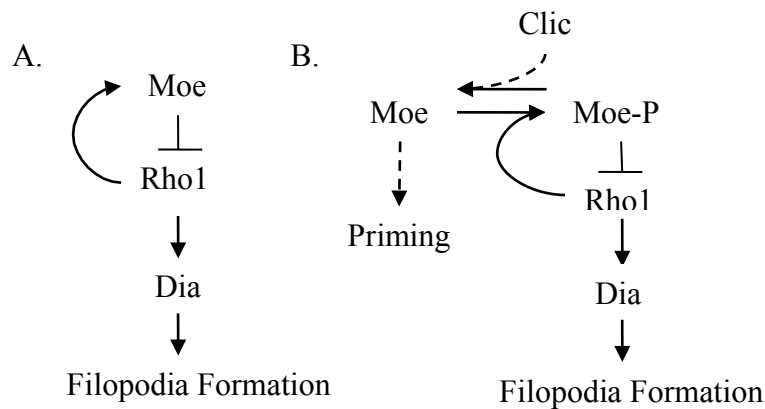 A.
Moe
Rho1
Dia
Filopodia Formation
B.
Clic
Moe
Moe-P
Priming
Rho1
Dia
Filopodia Formation